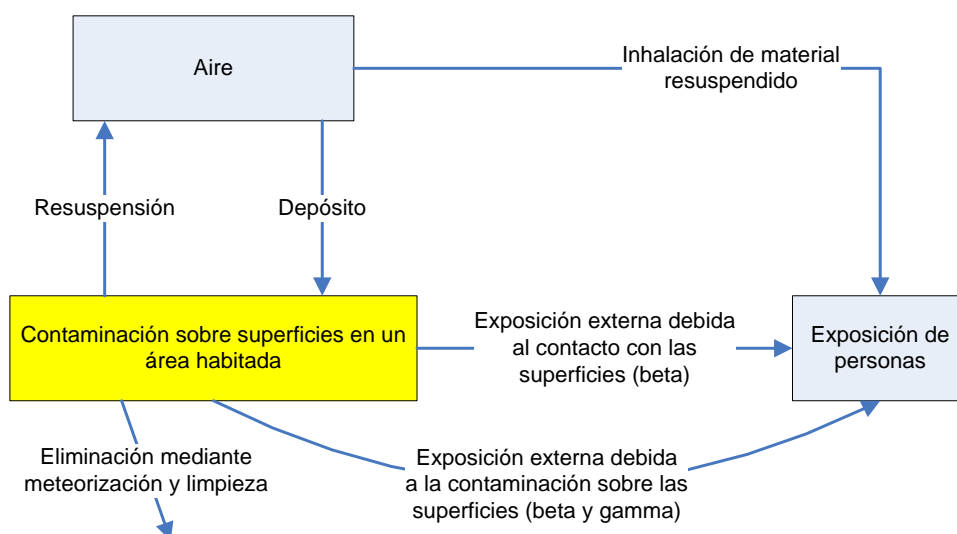 Aire
Inhalación de material
resuspendido
Resuspensión
Depósito
Contaminación sobre superficies en un
área habitada
Exposición externa debida
al contacto con las
superficies (beta)
Exposición de
personas
Eliminación mediante
meteorización y limpieza
Exposición externa debida
a la contaminación sobre las
superficies (beta y gamma)